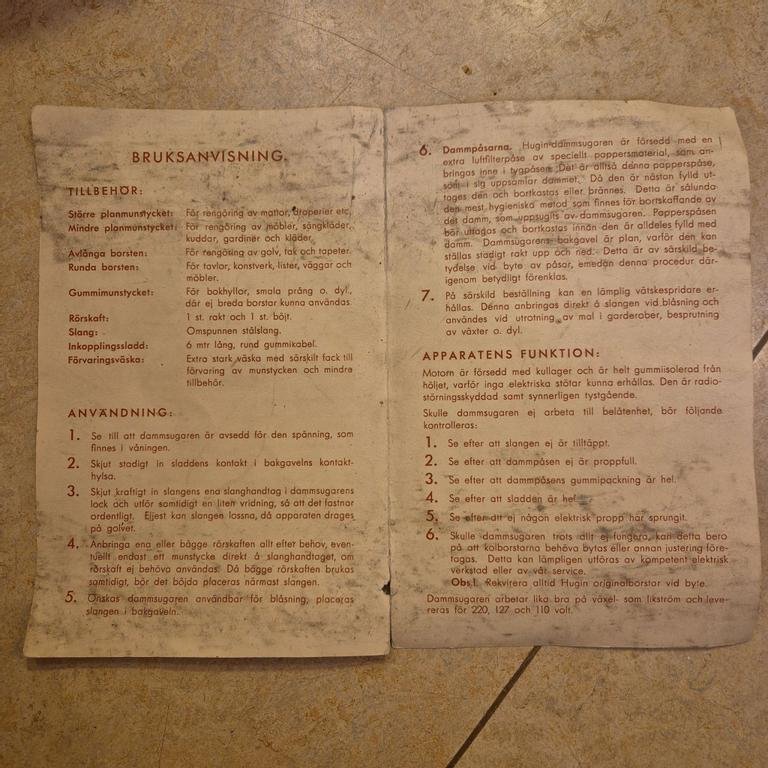 BRUKSANVISNING.
TILLBEHÖR:
Större planmunstycket: För rengöring av mattor, draperier etc.
Mindre planmunstycket: För rengöring av möbler, sängkläder,
kuddar, gardiner och kläder.
Avlånga borsten: För rengöring av golv, tak och tapeter.
Runda borsten: För tavlor, konstverk, lister, väggar och
möbler.
Gummimunstycket: För bokhyllor, smala prång o. dyl.,
där ej breda borstar kunna användas.
Rörskaft: 1 st. rakt och 1 st. böjt.
Slang: Omspunnen stålslang.
Inkopplingssladd: 6 mtr lång, rund gummikabel.
Förvaringsväska: Extra stark väska med särskilt fack till
förvaring av munstycken och mindre
tillbehör.
ANVÄNDNING:
1. Se till att dammsugaren är avsedd för den spänning, som
finnes i våningen.
2. Skjut stadigt in sladdens kontakt i bakgavelns kontakt-
hylsa.
3. Skjut kraftigt in slangens ena slanghandtag i dammsugarens
lock och utför samtidigt en liten vridning, så att det fastnar
ordentligt. Eljest kan slangen lossna, då apparaten drages
på golvet.
4. Anbringa ena eller bägge rörskaften allt efter behov, even-
tuellt endast ett munstycke direkt å slanghandtaget, om
rörskaft ej behöva användas. Då bägge rörskaften brukas
samtidigt, bör det böjda placeras närmast slangen.
5. Önskas dammsugaren användbar för blåsning, placeras
slangen i bakgaveln.
6. Dammpåsarna. Hugin-dammsugaren är försedd med en
extra luftfilterpåse av speciellt pappersmaterial, som an-
bringas inne i tygpåsen. Det är alltså denna papperspåse,
som i sig uppsamlar dammet. Då den är nästan fylld ut-
tages den och bortkastas eller brännes. Detta är sålunda
den mest hygieniska metod som finnes för bortskaffande av
det damm, som uppsugits av dammsugaren. Papperspåsen
bör uttagas och bortkastas innan den är alldeles fylld med
damm. Dammsugarens bakgavel är plan, varför den kan
ställas stadigt rakt upp och ned. Detta är av särskild be-
tydelse vid byte av påsar, emedan denna procedur där-
igenom betydligt förenklas.
7. På särskild beställning kan en lämplig vätskespridare er-
hållas. Denna anbringas direkt å slangen vid blåsning och
användes vid utrotning av mal i garderober, besprutning
av växter o. dyl.
APPARATENS FUNKTION:
Motorn är försedd med kullager och är helt gummiisolerad från
höljet, varför inga elektriska stötar kunna erhållas. Den är radio-
störningsskyddad samt synnerligen tystgående.
Skulle dammsugaren ej arbeta till belåtenhet, bör följande
kontrolleras:
1. Se efter att slangen ej är tilltäppt.
2. Se efter att dammpåsen ej är proppfull.
3. Se efter att dammpåsens gummipackning är hel.
4. Se efter att sladden är hel.
5. Se efter att ej någon elektrisk propp har sprungit.
6. Skulle dammsugaren trots allt ej fungera, kan detta bero
på att kolborstarna behöva bytas eller annan justering före-
tagas. Detta kan lämpligen utföras av kompetent elektrisk
verkstad eller av vår service.
Obs.! Rekvirera alltid Hugin originalborstar vid byte.
Dammsugaren arbetar lika bra på växel- som likström och leve-
reras för 220, 127 och 110 volt.